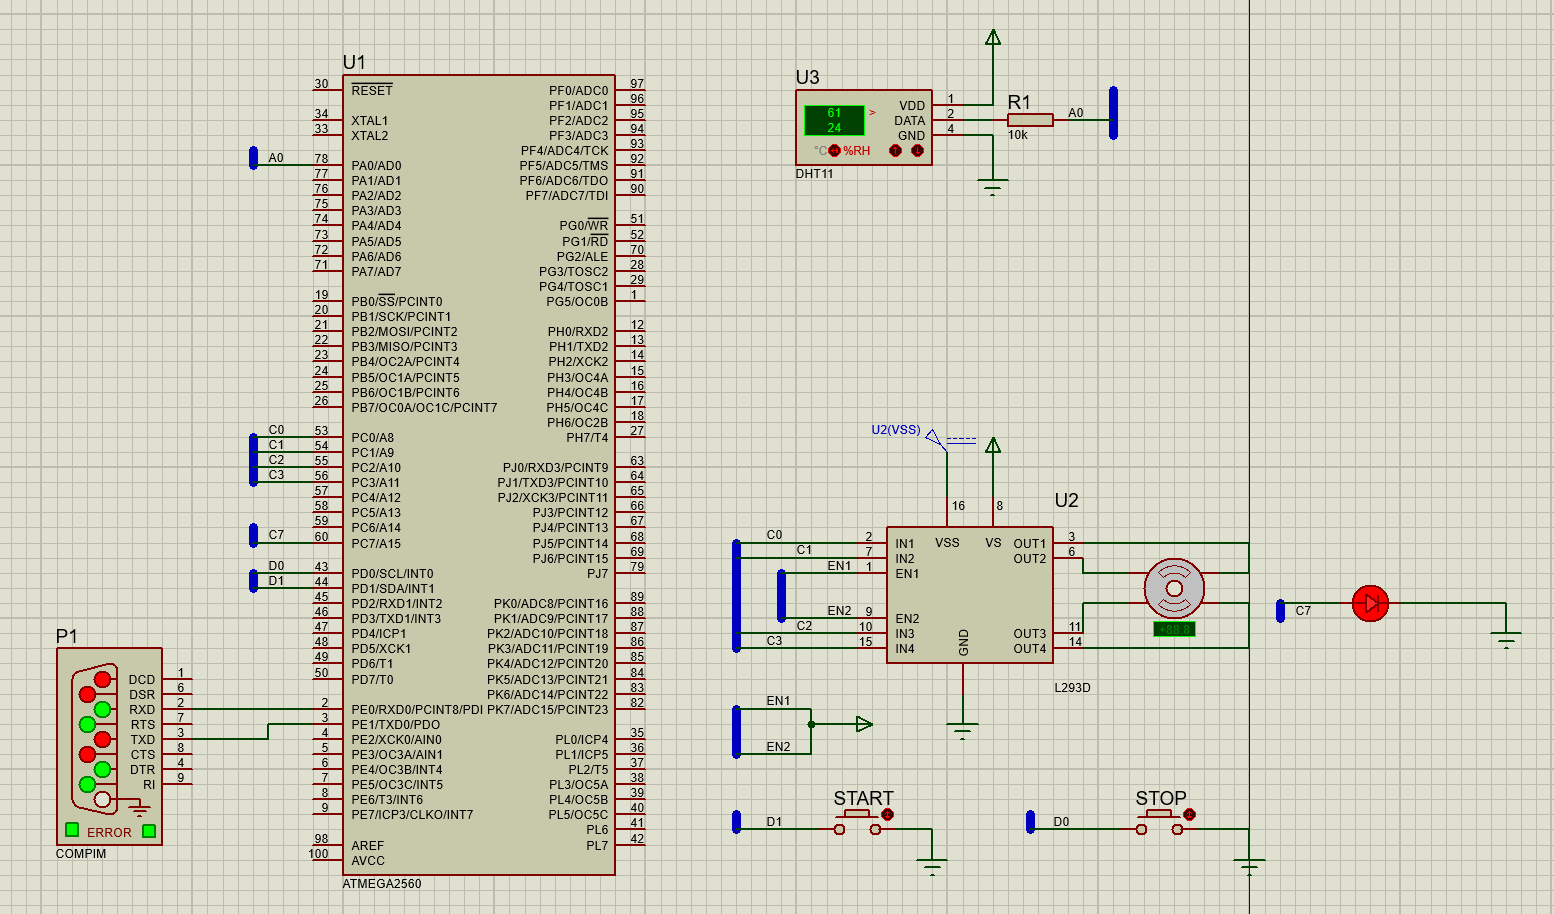 U1
30 RESET
34 XTAL1
33 XTAL2
A0 78 PA0/AD0
77 PA1/AD1
76 PA2/AD2
75 PA3/AD3
74 PA4/AD4
73 PA5/AD5
72 PA6/AD6
71 PA7/AD7
19 PB0/SS/PCINT0
20 PB1/SCK/PCINT1
21 PB2/MOSI/PCINT2
22 PB3/MISO/PCINT3
23 PB4/OC2A/PCINT4
24 PB5/OC1A/PCINT5
25 PB6/OC1B/PCINT6
26 PB7/OC0A/OC1C/PCINT7
C0 53 PC0/A8
C1 54 PC1/A9
C2 55 PC2/A10
C3 56 PC3/A11
57 PC4/A12
58 PC5/A13
59 PC6/A14
C7 60 PC7/A15
D0 43 PD0/SCL/INT0
D1 44 PD1/SDA/INT1
45 PD2/RXD1/INT2
46 PD3/TXD1/INT3
47 PD4/ICP1
48 PD5/XCK1
49 PD6/T1
50 PD7/T0
2 PE0/RXD0/PCINT8/PDI
3 PE1/TXD0/PDO
4 PE2/XCK0/AIN0
5 PE3/OC3A/AIN1
6 PE4/OC3B/INT4
7 PE5/OC3C/INT5
8 PE6/T3/INT6
9 PE7/ICP3/CLKO/INT7
98 AREF
100 AVCC
PF0/ADC0 97
PF1/ADC1 96
PF2/ADC2 95
PF3/ADC3 94
PF4/ADC4/TCK 93
PF5/ADC5/TMS 92
PF6/ADC6/TDO 91
PF7/ADC7/TDI 90
PG0/WR 51
PG1/RD 52
PG2/ALE 70
PG3/TOSC2 28
PG4/TOSC1 29
PG5/OC0B 1
PH0/RXD2 12
PH1/TXD2 13
PH2/XCK2 14
PH3/OC4A 15
PH4/OC4B 16
PH5/OC4C 17
PH6/OC2B 18
PH7/T4 27
PJ0/RXD3/PCINT9 63
PJ1/TXD3/PCINT10 64
PJ2/XCK3/PCINT11 65
PJ3/PCINT12 66
PJ4/PCINT13 67
PJ5/PCINT14 68
PJ6/PCINT15 69
PJ7 79
PK0/ADC8/PCINT16 89
PK1/ADC9/PCINT17 88
PK2/ADC10/PCINT18 87
PK3/ADC11/PCINT19 86
PK4/ADC12/PCINT20 85
PK5/ADC13/PCINT21 84
PK6/ADC14/PCINT22 83
PK7/ADC15/PCINT23 82
PL0/ICP4 35
PL1/ICP5 36
PL2/T5 37
PL3/OC5A 38
PL4/OC5B 39
PL5/OC5C 40
PL6 41
PL7 42
ATMEGA2560
P1
DCD 1
DSR 6
RXD 2
RTS 7
TXD 3
CTS 8
DTR 4
RI 9
ERROR
COMPIM
U3
61
24
>
°C %RH
VDD 1
DATA 2
GND 4
DHT11
R1
10k
A0
U2(VSS)
U2
16 8
VSS VS
C0 2 IN1
C1 7 IN2
EN1 1 EN1
EN2 9 EN2
C2 10 IN3
C3 15 IN4
OUT1 3
OUT2 6
OUT3 11
OUT4 14
GND
L293D
+88.8
C7
EN1
EN2
START
D1
STOP
D0